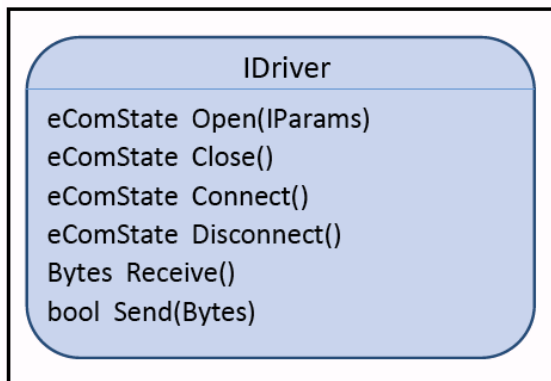 IDriver
eComState Open(IParams)
eComState Close()
eComState Connect()
eComState Disconnect()
Bytes Receive()
bool Send(Bytes)